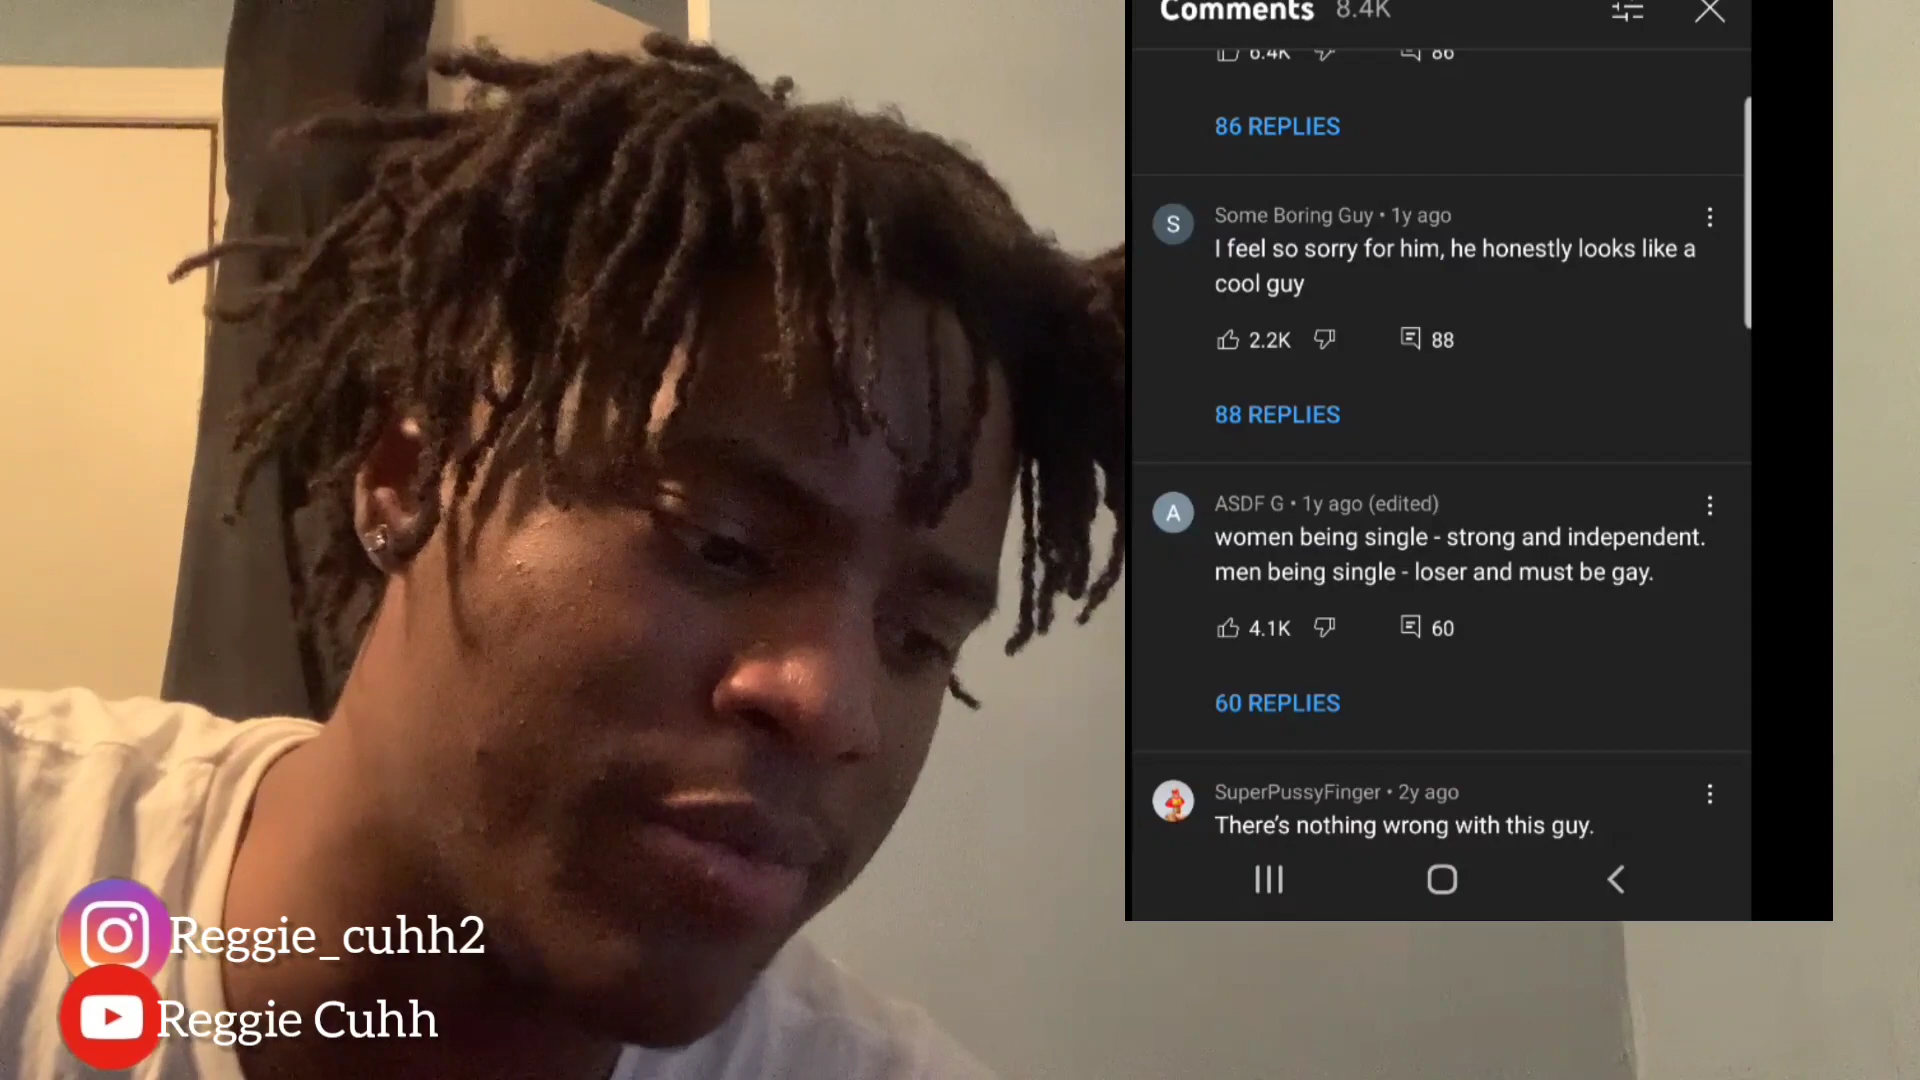 Comments 8.4K
6.4K 86
86 REPLIES
S
Some Boring Guy • 1y ago
I feel so sorry for him, he honestly looks like a
cool guy
2.2K 88
88 REPLIES
A
ASDF G • 1y ago (edited)
women being single - strong and independent.
men being single - loser and must be gay.
4.1K 60
60 REPLIES
SuperPussyFinger • 2y ago
There's nothing wrong with this guy.
Reggie_cuhh2
Reggie Cuhh